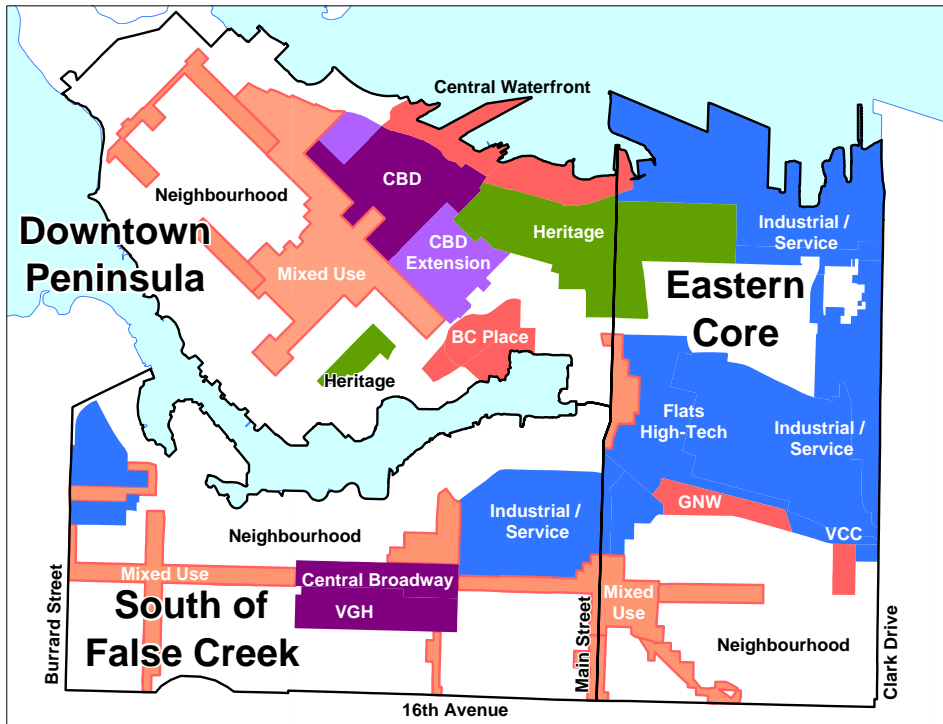 Central Waterfront
CBD
Neighbourhood
Downtown
Peninsula
Mixed Use
CBD
Extension
Heritage
Industrial /
Service
Eastern
Core
BC Place
Heritage
Flats
High-Tech
Industrial /
Service
GNW
VCC
Industrial /
Service
Neighbourhood
Mixed Use
Central Broadway
VGH
South of
False Creek
Mixed
Use
Neighbourhood
Burrard Street
Main Street
Clark Drive
16th Avenue